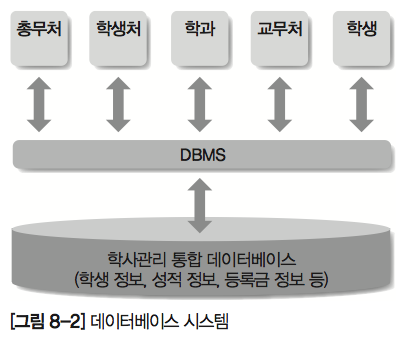 총무처 학생처 학과 교무처 학생
DBMS
학사관리 통합 데이터베이스
(학생 정보, 성적 정보, 등록금 정보 등)
[그림 8-2] 데이터베이스 시스템